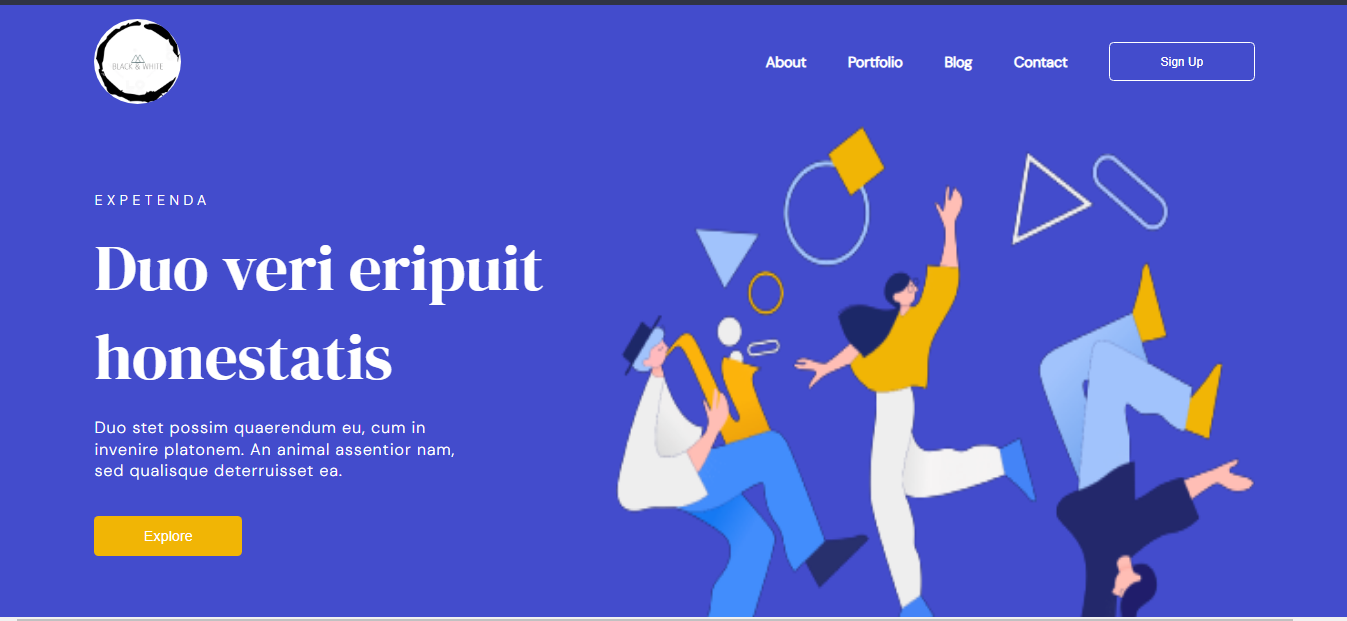 BLACK & WHITE
About
Portfolio
Blog
Contact
Sign Up
EXPETENDA
Duo veri eripuit
honestatis
Duo stet possim quaerendum eu, cum in
invenire platonem. An animal assentior nam,
sed qualisque deterruisset ea.
Explore